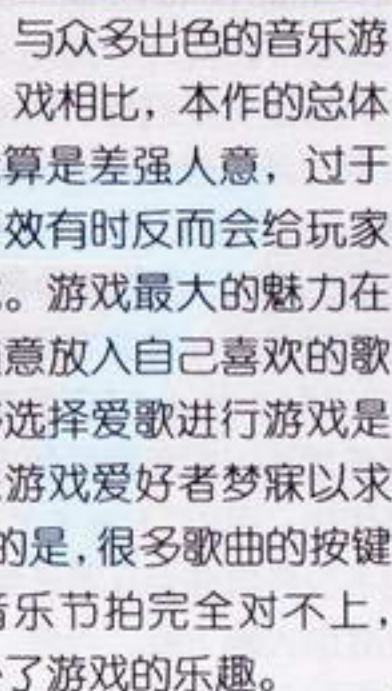 与众多出色的音乐游
戏相比，本作的总体
算是差强人意，过于
效有时反而会给玩家
。游戏最大的魅力在
意放入自己喜欢的歌
选择爱歌进行游戏是
游戏爱好者梦寐以求
的是，很多歌曲的按键
音乐节拍完全对不上，
了游戏的乐趣。